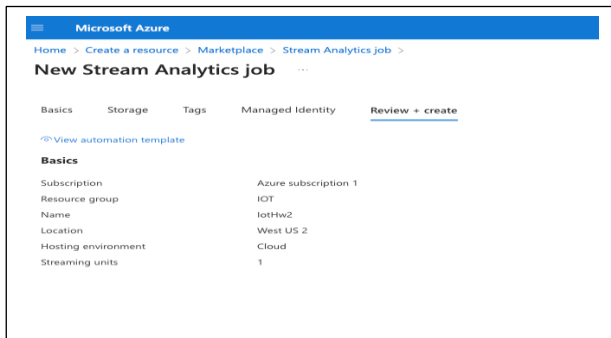 Microsoft Azure
Home > Create a resource > Marketplace > Stream Analytics job >
New Stream Analytics job ...
Basics Storage Tags Managed Identity Review + create
View automation template
Basics
Subscription Azure subscription 1
Resource group IOT
Name IotHw2
Location West US 2
Hosting environment Cloud
Streaming units 1